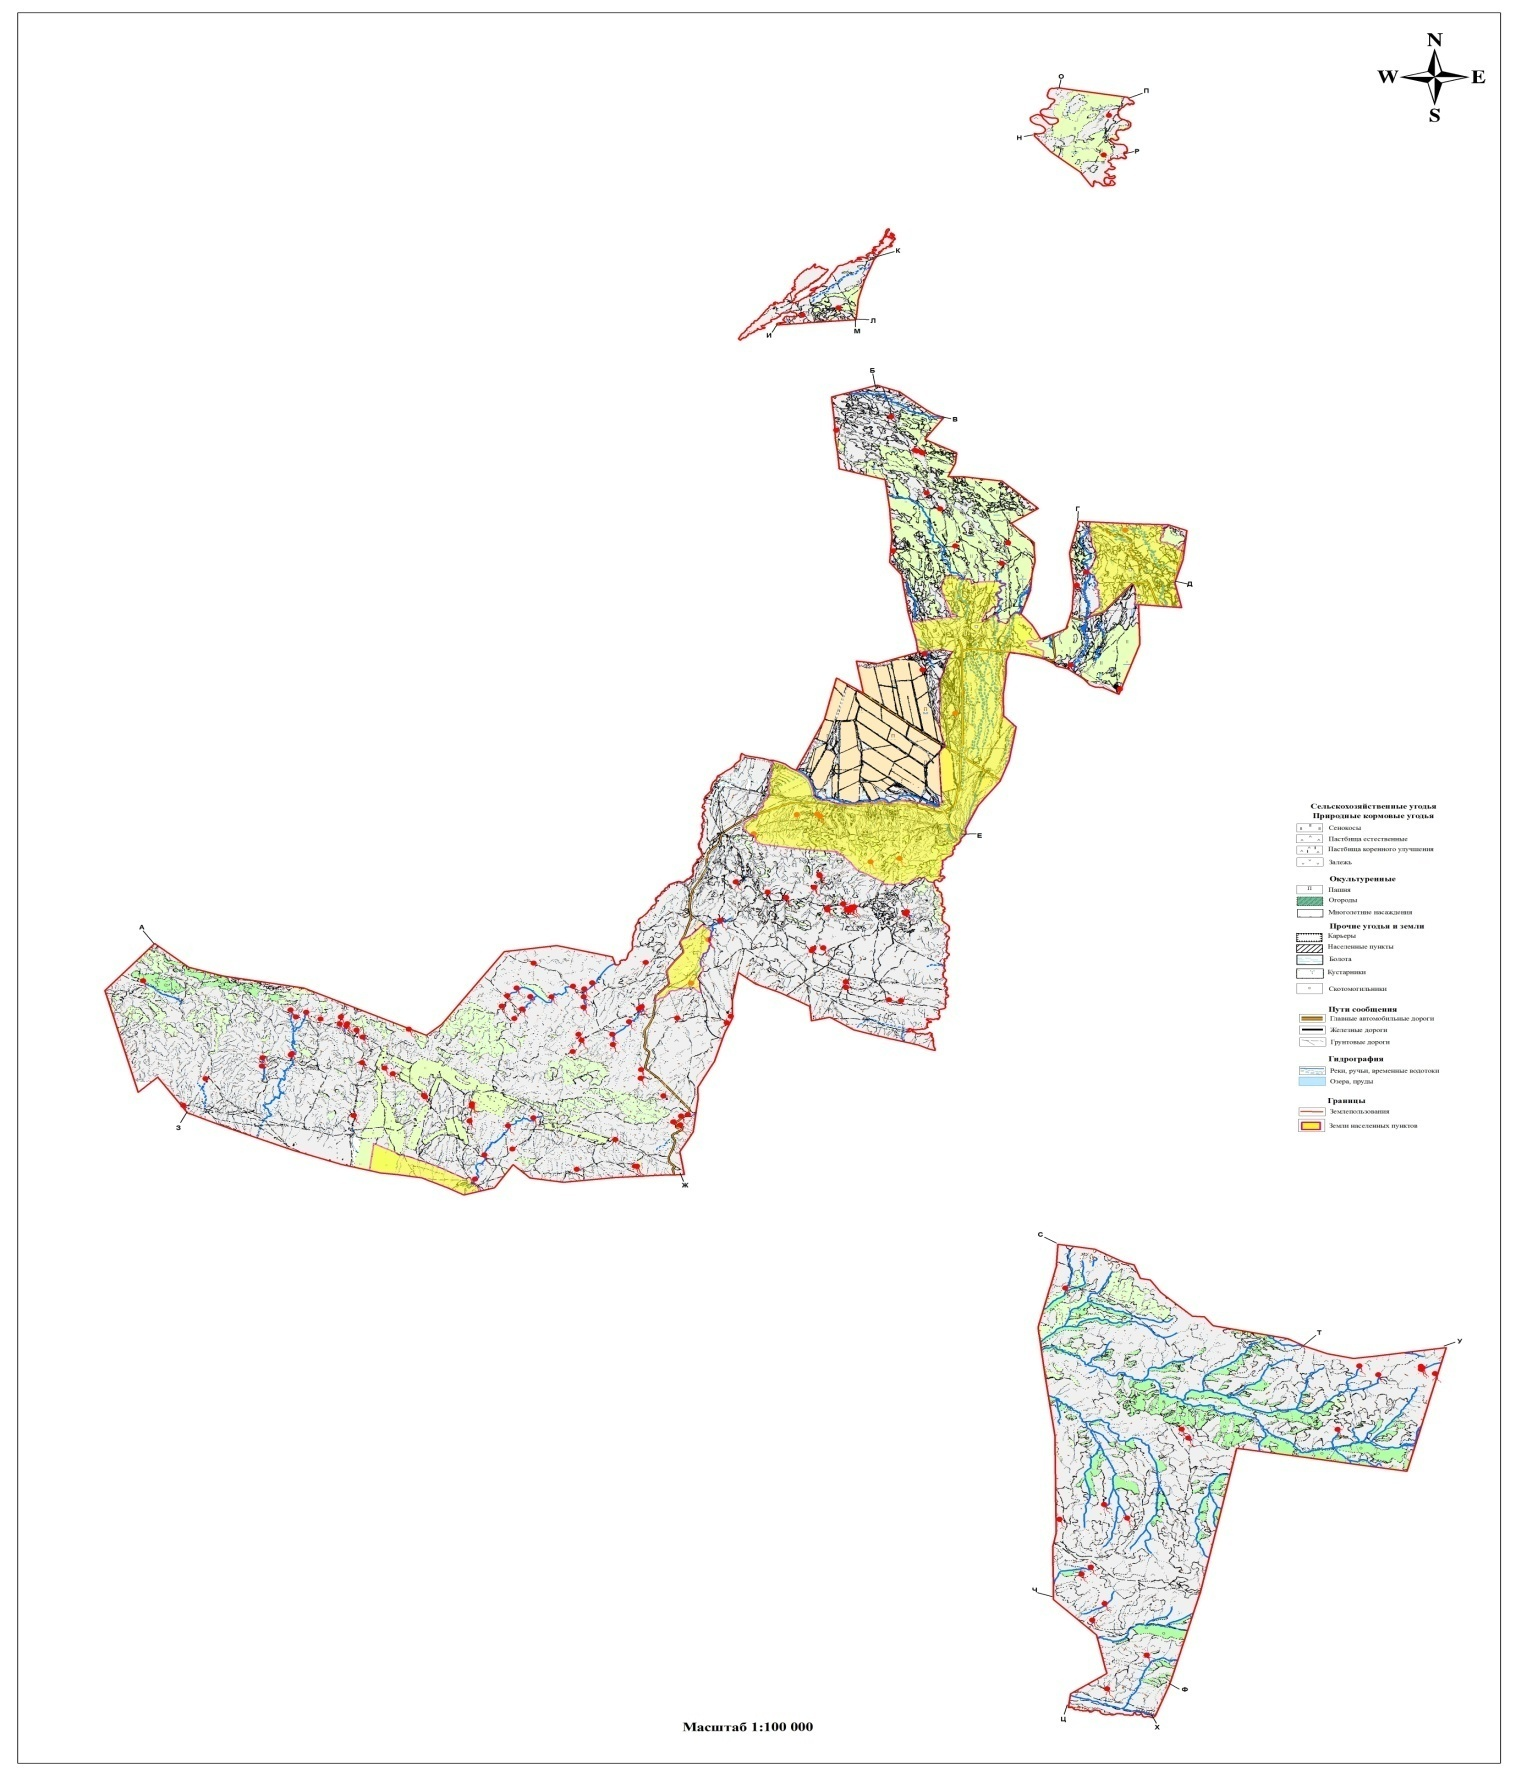 N
W E
S
О
П
Н
Р
К
Л
И
М
Б
В
Г
Д
Е
Сельскохозяйственные угодья
Природные кормовые угодья
Сенокосы
Пастбища естественные
Пастбища коренного улучшения
Залежь
Окультуренные
П Пашня
Огороды
Многолетние насаждения
Прочие угодья и земли
Карьеры
Населенные пункты
Болота
Кустарники
Скотомогильники
Пути сообщения
Главные автомобильные дороги
Железные дороги
Грунтовые дороги
Гидрография
Реки, ручьи, временные водотоки
Озера, пруды
Границы
Землепользования
Земли населенных пунктов
А
З
Ж
С
Т
У
Ч
Ф
Ц
Х
Масштаб 1:100 000